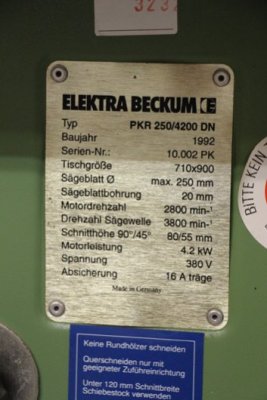 3232
ELEKTRA BECKUM
Typ PKR 250/4200 DN
Baujahr 1992
Serien-Nr.: 10.002 PK
Tischgröße 710x900
Sägeblatt Ø max. 250 mm
Sägeblattbohrung 20 mm
Motordrehzahl 2800 min-¹
Drehzahl Sägewelle 3800 min-¹
Schnitthöhe 90°/45° 80/55 mm
Motorleistung 4.2 kW
Spannung 380 V
Absicherung 16 A träge
Made in Germany
BITTE KEIN
Keine Rundhölzer schneiden
Querschneiden nur mit
geeigneter Zuführeinrichtung
Unter 120 mm Schnittbreite
Schiebestock verwenden